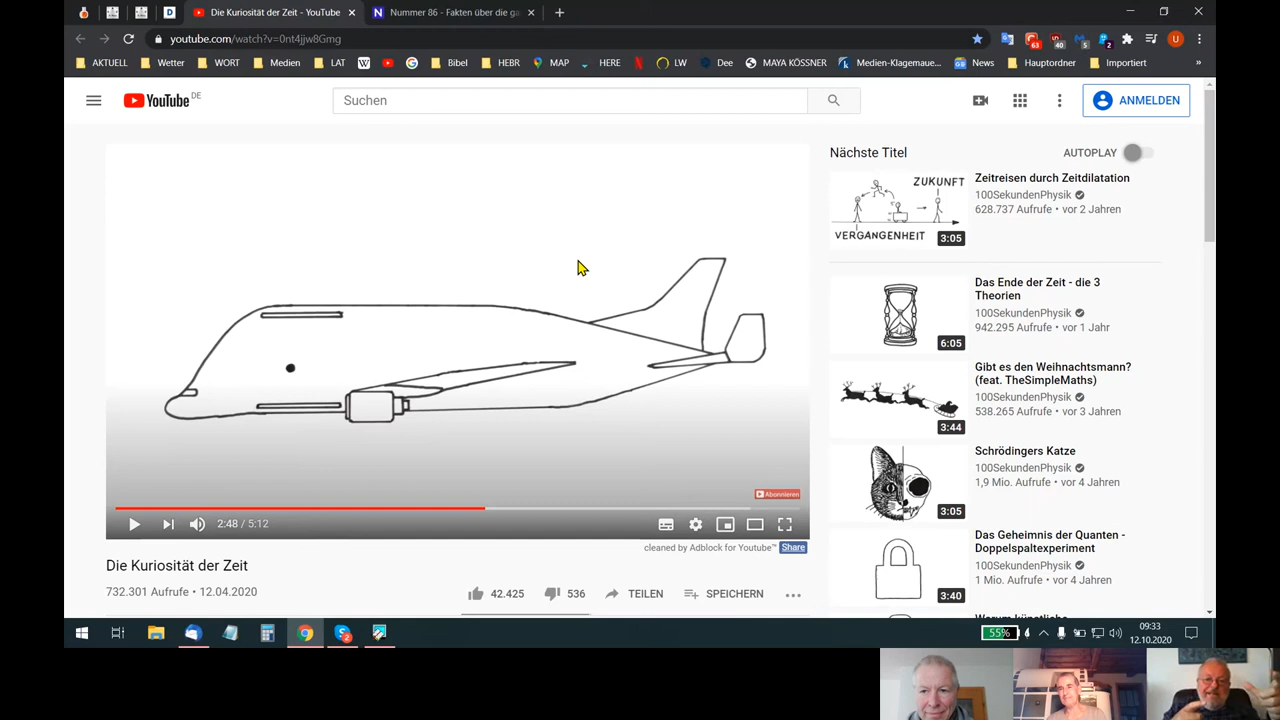 Die Kuriosität der Zeit - YouTube
Nummer 86 - Fakten über die ga
youtube.com/watch?v=0nt4jjw8Gmg
63
40
5
2
U
AKTUELL
Wetter
WORT
Medien
LAT
W
Bibel
HEBR
MAP
HERE
LW
Dee
MAYA KÖSSNER
Medien-Klagemaue...
News
Hauptordner
Importiert
»
YouTube DE
Suchen
ANMELDEN
Nächste Titel
AUTOPLAY
ZUKUNFT
VERGANGENHEIT
3:05
Zeitreisen durch Zeitdilatation
100SekundenPhysik
628.737 Aufrufe • vor 2 Jahren
6:05
Das Ende der Zeit - die 3
Theorien
100SekundenPhysik
942.295 Aufrufe • vor 1 Jahr
3:44
Gibt es den Weihnachtsmann?
(feat. TheSimpleMaths)
100SekundenPhysik
538.265 Aufrufe • vor 3 Jahren
3:05
Schrödingers Katze
100SekundenPhysik
1,9 Mio. Aufrufe • vor 4 Jahren
3:40
Das Geheimnis der Quanten -
Doppelspaltexperiment
100SekundenPhysik
1 Mio. Aufrufe • vor 4 Jahren
Abonnieren
2:48 / 5:12
cleaned by Adblock for Youtube™ Share
Die Kuriosität der Zeit
732.301 Aufrufe • 12.04.2020
42.425
536
TEILEN
SPEICHERN
55%
09:33
12.10.2020